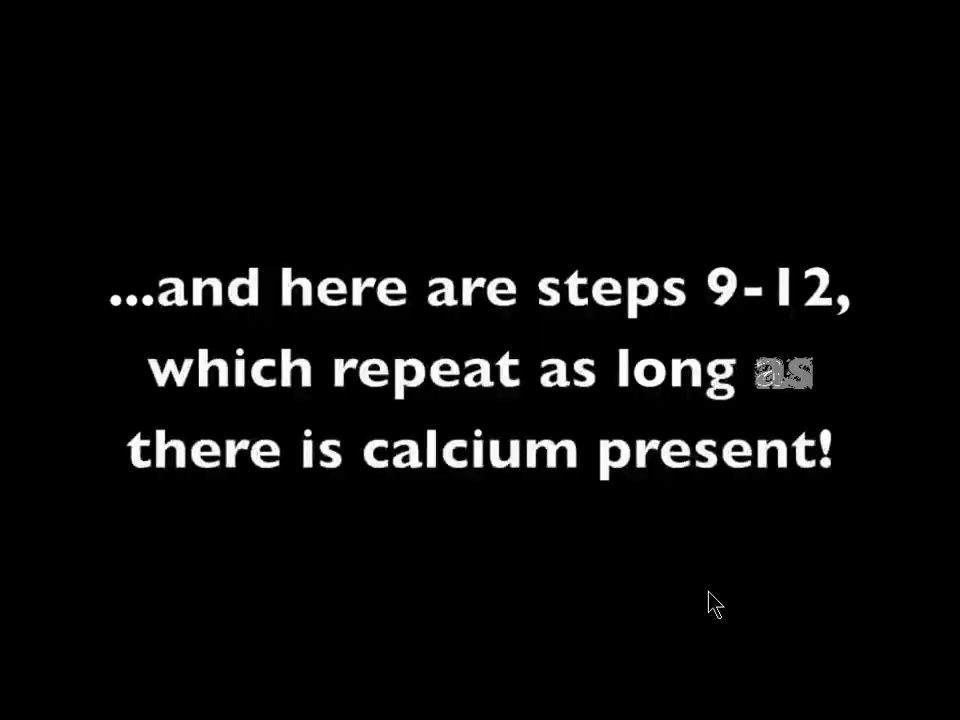 ...and here are steps 9-12,
which repeat as long as
there is calcium present!